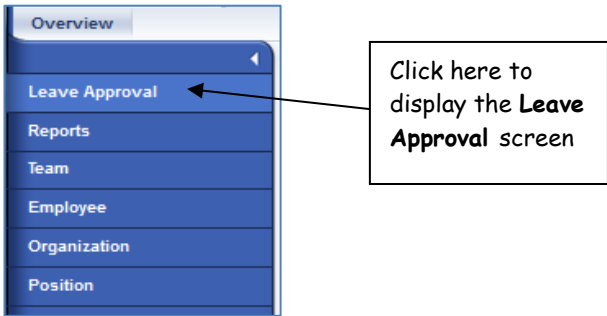 Overview
Leave Approval
Reports
Team
Employee
Organization
Position
Click here to
display the Leave
Approval screen